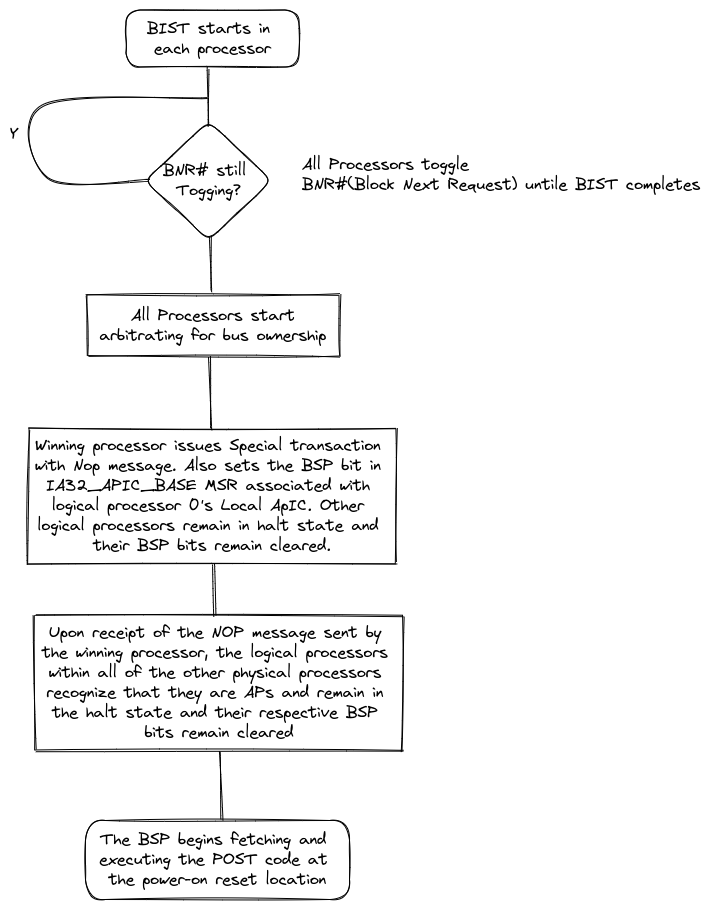 BIST starts in
each processor
Y
BNR# still
Togging?
All Processors toggle
BNR#(Block Next Request) untile BIST completes
All Processors start
arbitrating for bus ownership
Winning processor issues Special transaction
with Nop message. Also sets the BSP bit in
IA32_APIC_BASE MSR associated with
logical processor 0's Local ApIC. Other
logical processors remain in halt state and
their BSP bits remain cleared.
Upon receipt of the NOP message sent by
the winning processor, the logical processors
within all of the other physical processors
recognize that they are APs and remain in
the halt state and their respective BSP
bits remain cleared
The BSP begins fetching and
executing the POST code at
the power-on reset location